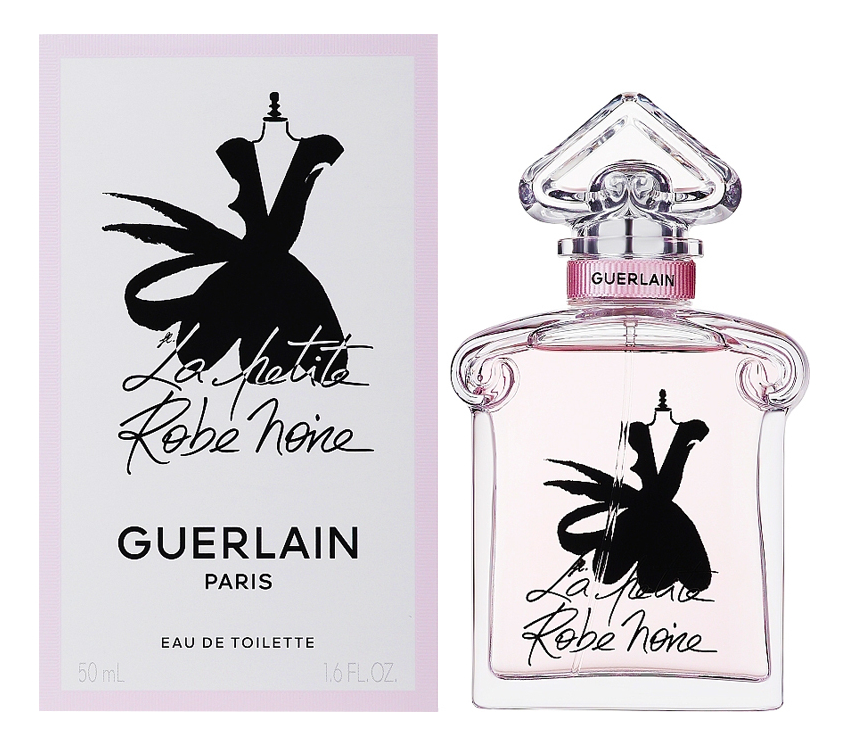 La petite
Robe Noire
GUERLAIN
PARIS
EAU DE TOILETTE
50 mL 1.6 FL.OZ.
GUERLAIN
La petite
Robe Noire